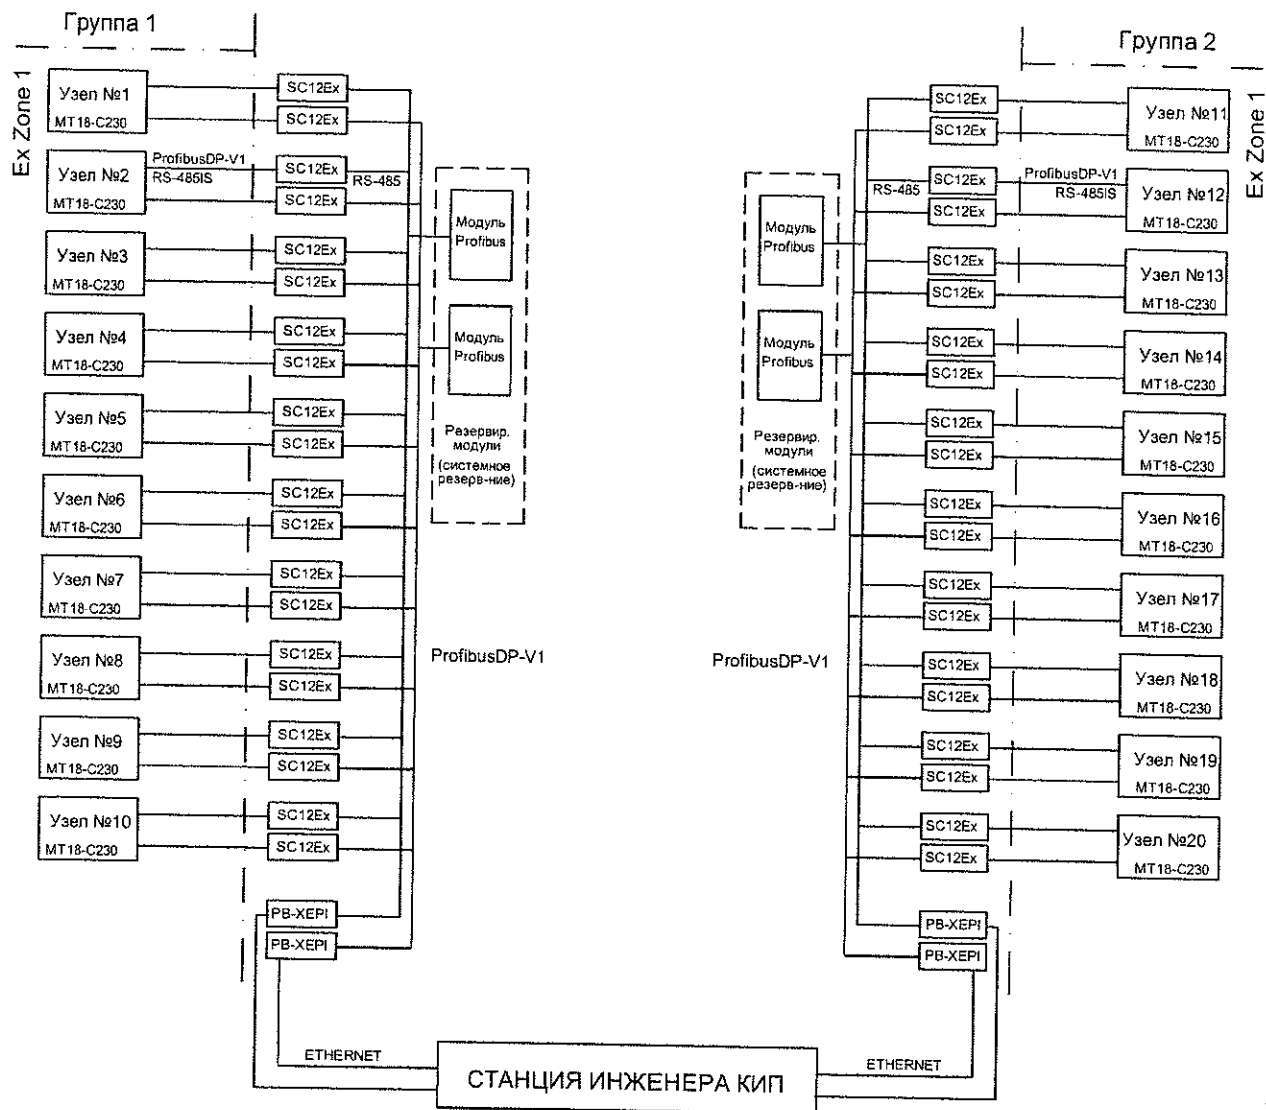 Группа 1
Ex Zone 1
Узел №1
MT18-C230
SC12Ex
SC12Ex
Узел №2
MT18-C230
ProfibusDP-V1
RS-485IS
SC12Ex
SC12Ex
RS-485
Узел №3
MT18-C230
SC12Ex
SC12Ex
Узел №4
MT18-C230
SC12Ex
SC12Ex
Узел №5
MT18-C230
SC12Ex
SC12Ex
Узел №6
MT18-C230
SC12Ex
SC12Ex
Узел №7
MT18-C230
SC12Ex
SC12Ex
Узел №8
MT18-C230
SC12Ex
SC12Ex
Узел №9
MT18-C230
SC12Ex
SC12Ex
Узел №10
MT18-C230
SC12Ex
SC12Ex
PB-XEPI
PB-XEPI
Модуль
Profibus
Модуль
Profibus
Резервир.
модули
(системное
резерв-ние)
ProfibusDP-V1
Группа 2
Ex Zone 1
SC12Ex
SC12Ex
Узел №11
MT18-C230
RS-485
SC12Ex
SC12Ex
ProfibusDP-V1
RS-485IS
Узел №12
MT18-C230
SC12Ex
SC12Ex
Узел №13
MT18-C230
SC12Ex
SC12Ex
Узел №14
MT18-C230
SC12Ex
SC12Ex
Узел №15
MT18-C230
SC12Ex
SC12Ex
Узел №16
MT18-C230
SC12Ex
SC12Ex
Узел №17
MT18-C230
SC12Ex
SC12Ex
Узел №18
MT18-C230
SC12Ex
SC12Ex
Узел №19
MT18-C230
SC12Ex
SC12Ex
Узел №20
MT18-C230
PB-XEPI
PB-XEPI
Модуль
Profibus
Модуль
Profibus
Резервир.
модули
(системное
резерв-ние)
ProfibusDP-V1
ETHERNET
СТАНЦИЯ ИНЖЕНЕРА КИП
ETHERNET